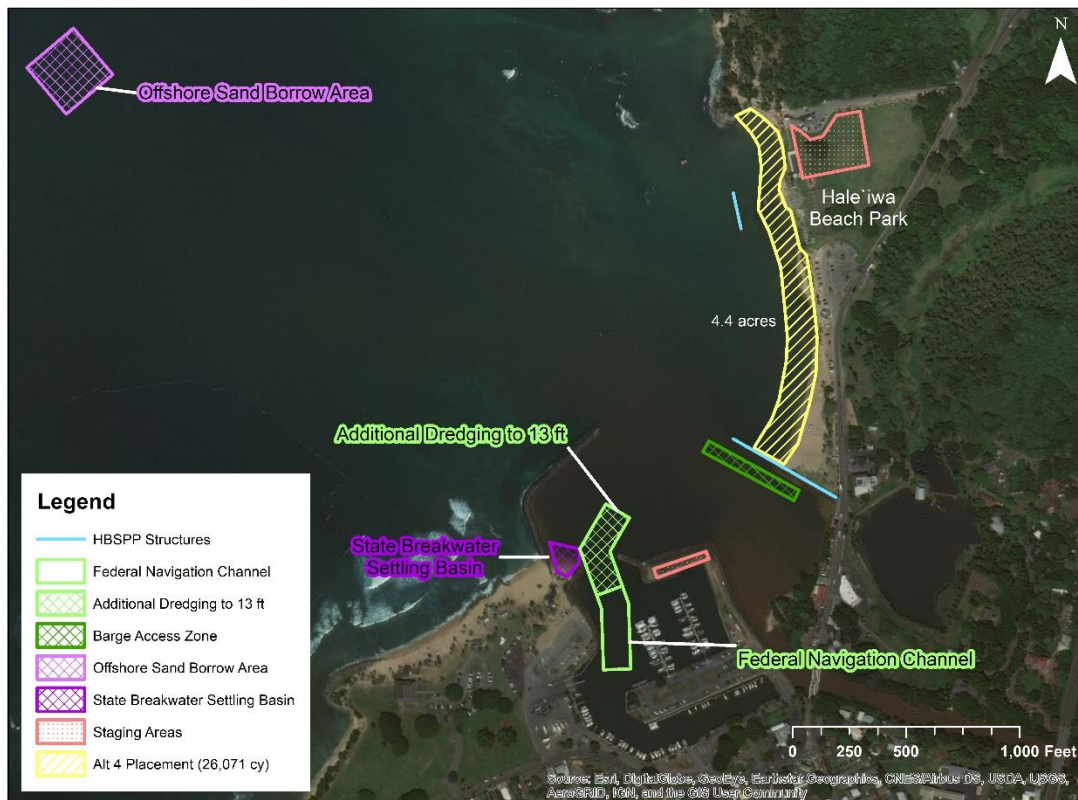 N
Offshore Sand Borrow Area
Hale`iwa
Beach Park
4.4 acres
Additional Dredging to 13 ft
State Breakwater
Settling Basin
Federal Navigation Channel
Legend
HBSPP Structures
Federal Navigation Channel
Additional Dredging to 13 ft
Barge Access Zone
Offshore Sand Borrow Area
State Breakwater Settling Basin
Staging Areas
Alt 4 Placement (26,071 cy)
0 250 500 1,000 Feet
Source: Esri, DigitalGlobe, GeoEye, Earthstar Geographics, CNES/Airbus DS, USDA, USGS,
AeroGRID, IGN, and the GIS User Community